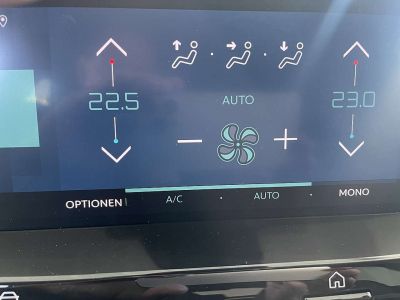 22.5
AUTO
23.0
OPTIONEN
A/C
AUTO
MONO